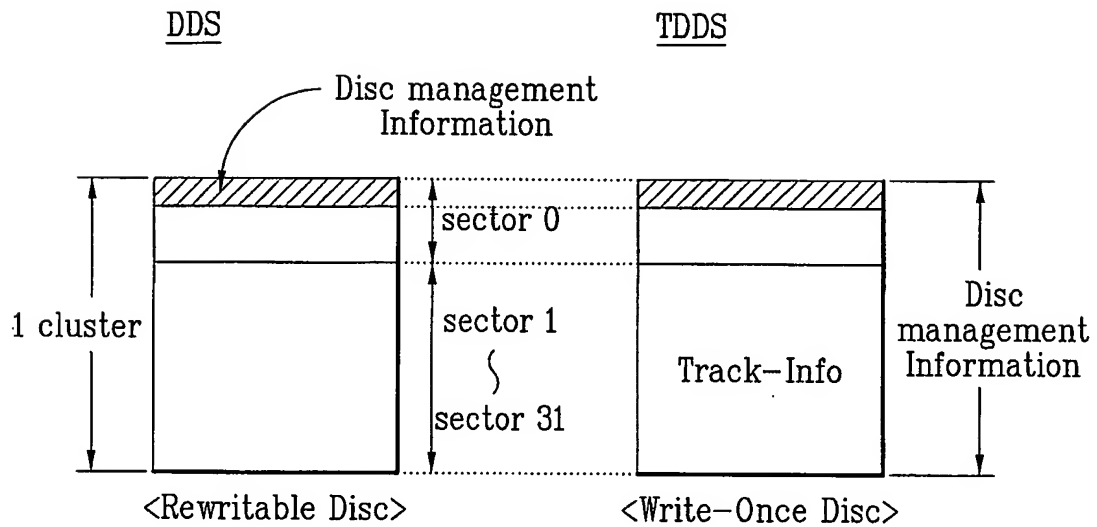 DDS
TDDS
Disc management
Information
sector 0
1 cluster
sector 1
sector 31
Track-Info
Disc
management
Information
<Rewritable Disc>
<Write-Once Disc>